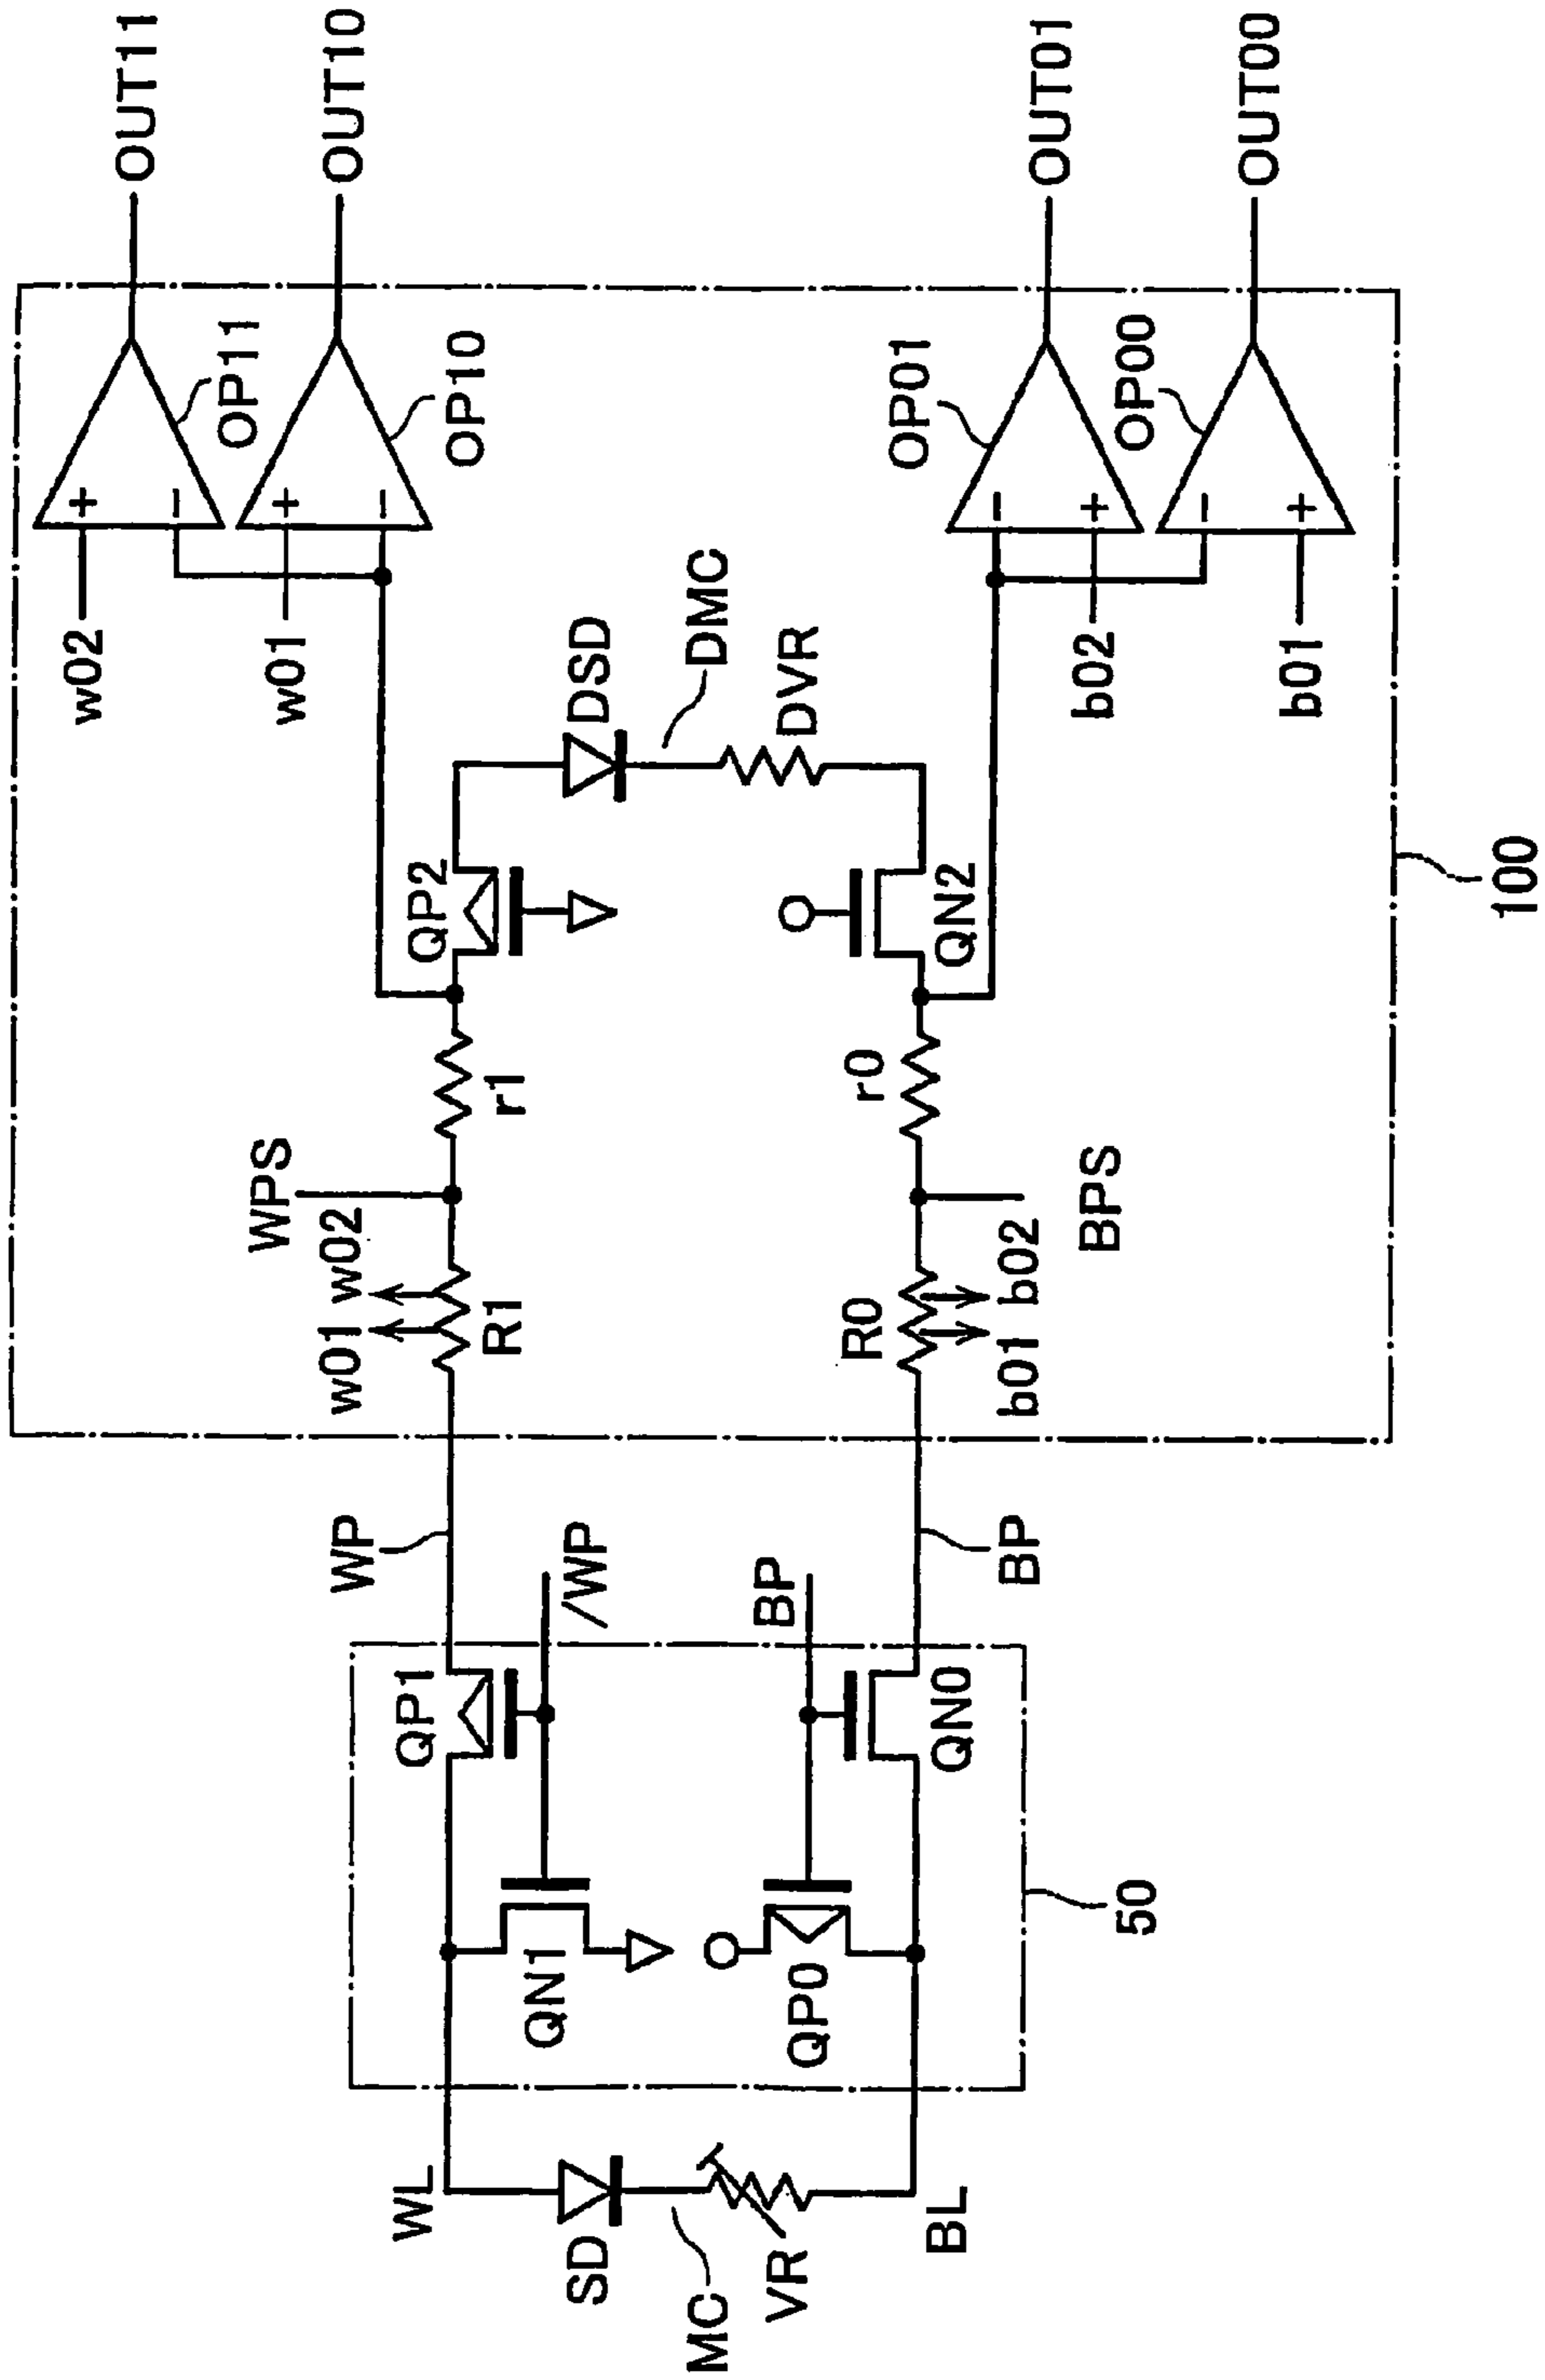 OUT11
OUT10
OUT01
OUT00
w02
w01
b02
b01
+
−
+
−
−
+
−
+
OP11
OP10
OP01
OP00
DSD
DMC
DVR
QP2
QN2
r1
r0
WPS
BPS
w01 w02
R1
R0
b01 b02
100
WP
/WP
BP
BP
QP1
QN1
QP0
QN0
50
WL
SD
MC
VR
BL